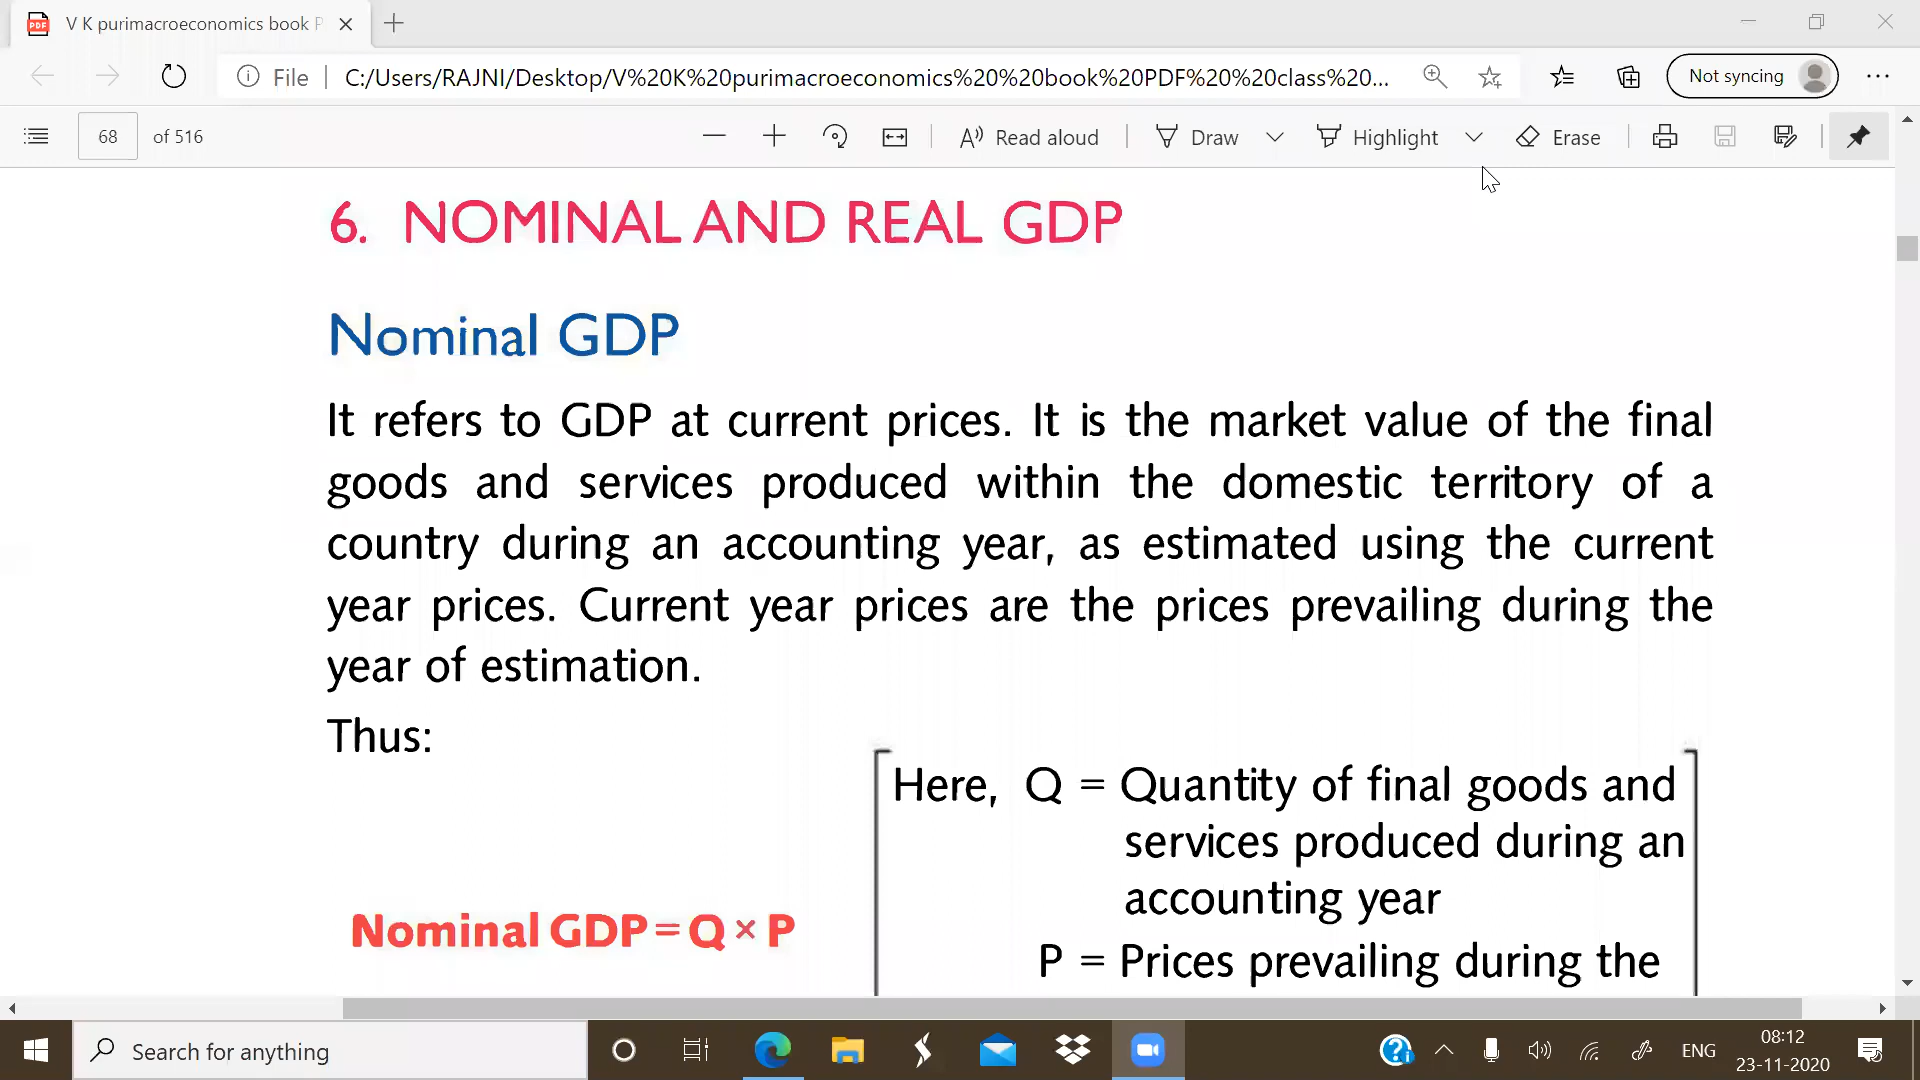 V K purimacroeconomics book P
File
C:/Users/RAJNI/Desktop/V%20K%20purimacroeconomics%20%20book%20PDF%20%20class%20...
Not syncing
68 of 516
Read aloud
Draw
Highlight
Erase
6. NOMINAL AND REAL GDP
Nominal GDP
It refers to GDP at current prices. It is the market value of the final
goods and services produced within the domestic territory of a
country during an accounting year, as estimated using the current
year prices. Current year prices are the prices prevailing during the
year of estimation.
Thus:
Here, Q = Quantity of final goods and
services produced during an
accounting year
Nominal GDP = Q × P
P = Prices prevailing during the
Search for anything
ENG
08:12
23-11-2020